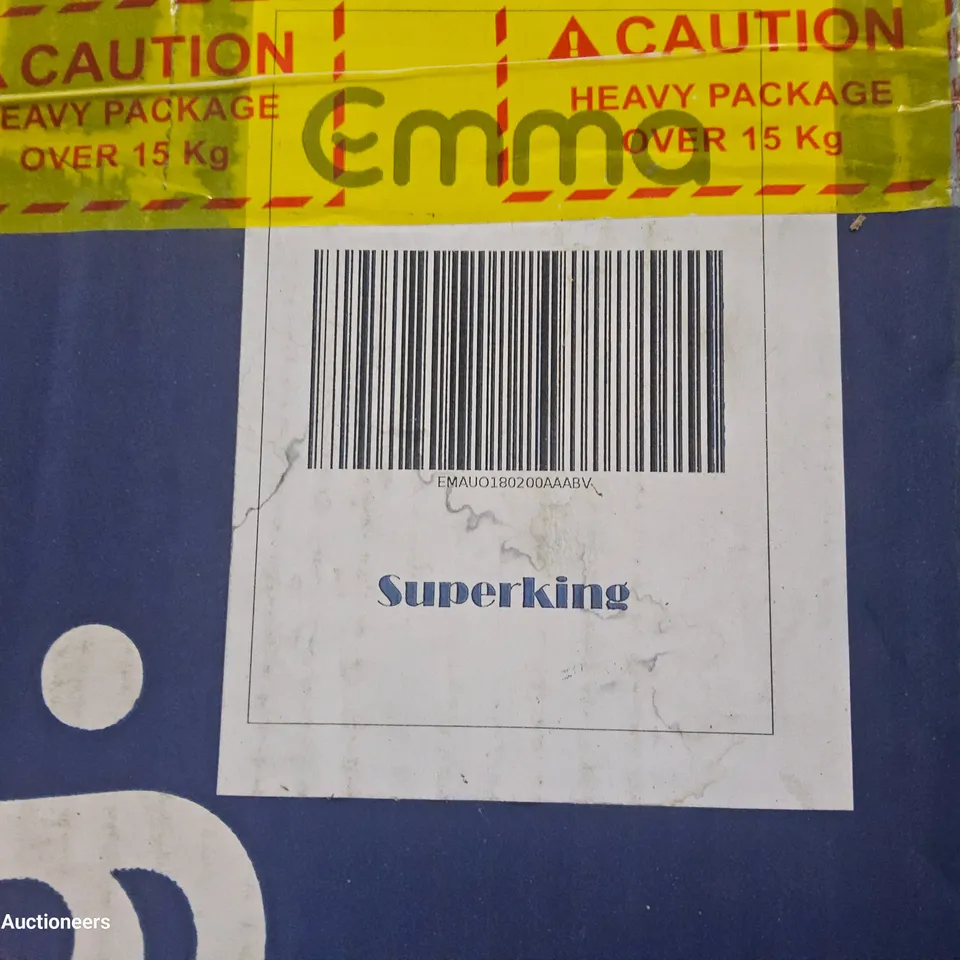 CAUTION
EAVY PACKAGE
OVER 15 Kg
CAUTION
HEAVY PACKAGE
OVER 15 Kg
Emma
EMAUO180200AAABV
Superking
Auctioneers